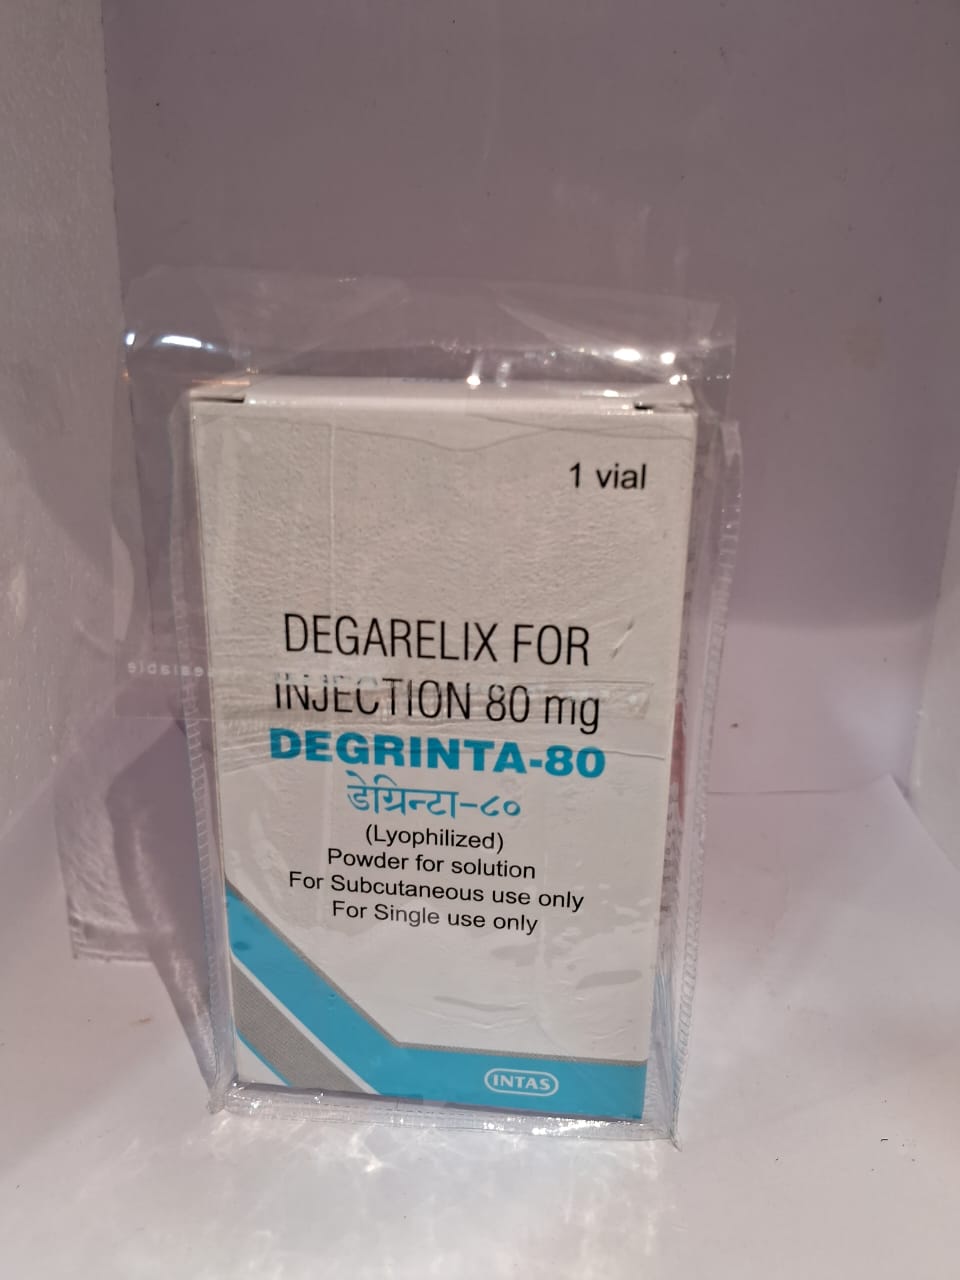 1 vial
DEGARELIX FOR
INJECTION 80 mg
DEGRINTA-80
डेग्रिन्टा-८०
(Lyophilized)
Powder for solution
For Subcutaneous use only
For Single use only
INTAS